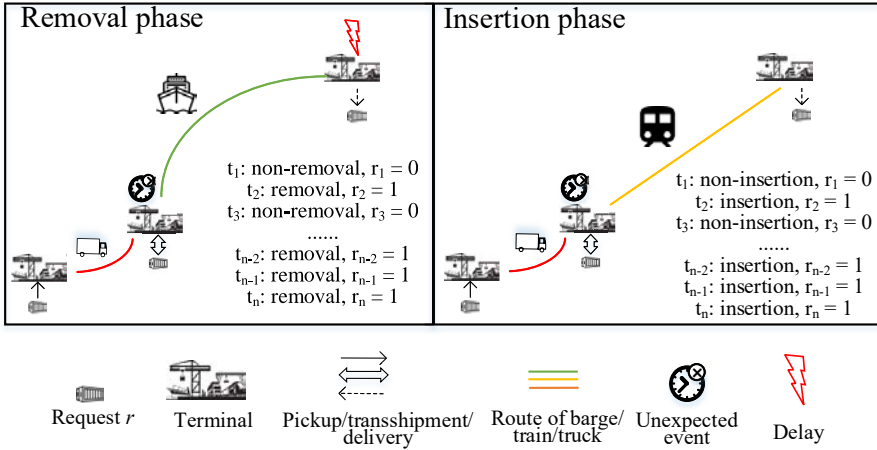 Removal phase
t1: non-removal, r1 = 0
t2: removal, r2 = 1
t3: non-removal, r3 = 0
......
tn-2: removal, rn-2 = 1
tn-1: removal, rn-1 = 1
tn: removal, rn = 1
Insertion phase
t1: non-insertion, r1 = 0
t2: insertion, r2 = 1
t3: non-insertion, r3 = 0
......
tn-2: insertion, rn-2 = 1
tn-1: insertion, rn-1 = 1
tn: insertion, rn = 1
Request r
Terminal
Pickup/transshipment/
delivery
Route of barge/
train/truck
Unexpected
event
Delay